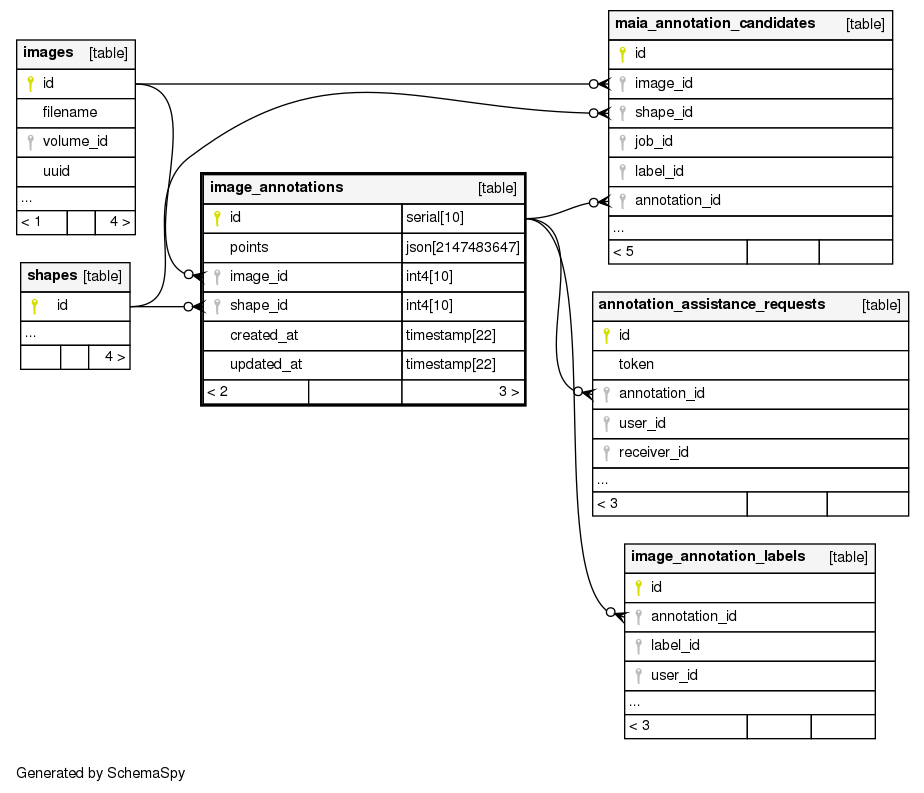 images [table]
id
filename
volume_id
uuid
...
< 1 4 >
shapes [table]
id
...
4 >
image_annotations [table]
id serial[10]
points json[2147483647]
image_id int4[10]
shape_id int4[10]
created_at timestamp[22]
updated_at timestamp[22]
< 2 3 >
maia_annotation_candidates [table]
id
image_id
shape_id
job_id
label_id
annotation_id
...
< 5
annotation_assistance_requests [table]
id
token
annotation_id
user_id
receiver_id
...
< 3
image_annotation_labels [table]
id
annotation_id
label_id
user_id
...
< 3
Generated by SchemaSpy